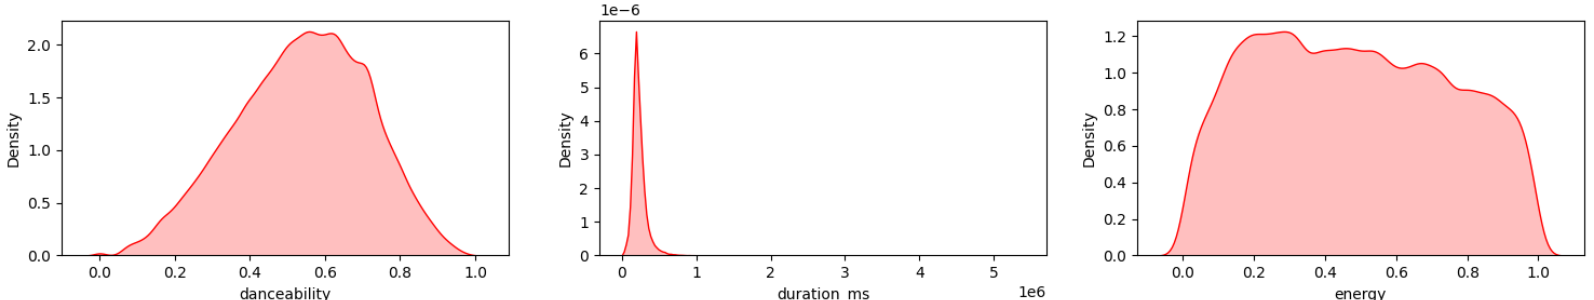 2.0
1.5
1.0
0.5
0.0
Density
0.0 0.2 0.4 0.6 0.8 1.0
danceability
1e−6
6
5
4
3
2
1
0
Density
0 1 2 3 4 5
1e6
duration_ms
1.2
1.0
0.8
0.6
0.4
0.2
0.0
Density
0.0 0.2 0.4 0.6 0.8 1.0
energy